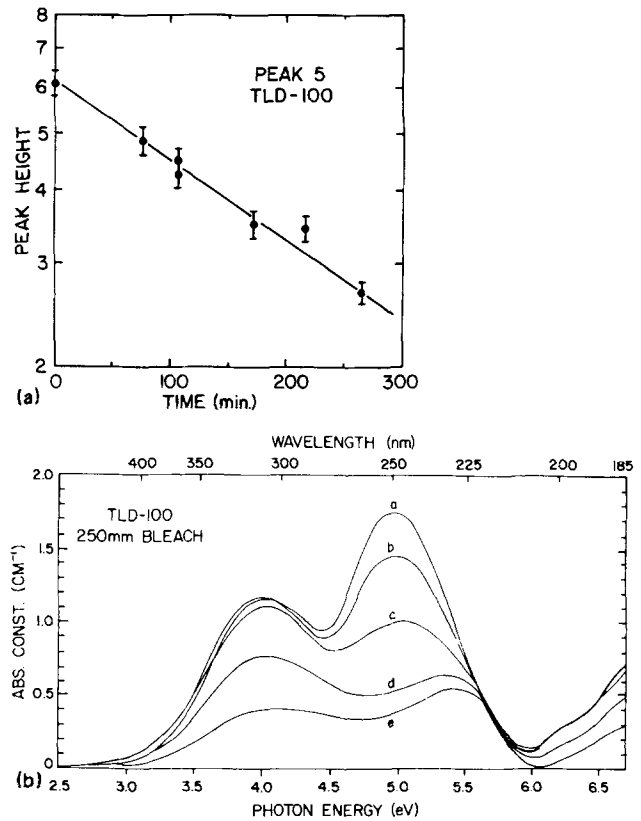 8
7
6
5
4
3
2
PEAK HEIGHT
PEAK 5
TLD-100
0 100 200 300
TIME (min.)
(a)
WAVELENGTH (nm)
400 350 300 250 225 200 185
2.0
1.5
1.0
0.5
0
ABS. CONST. (CM⁻¹)
TLD-100
250mm BLEACH
a
b
c
d
e
2.5 3.0 3.5 4.0 4.5 5.0 5.5 6.0 6.5
PHOTON ENERGY (eV)
(b)